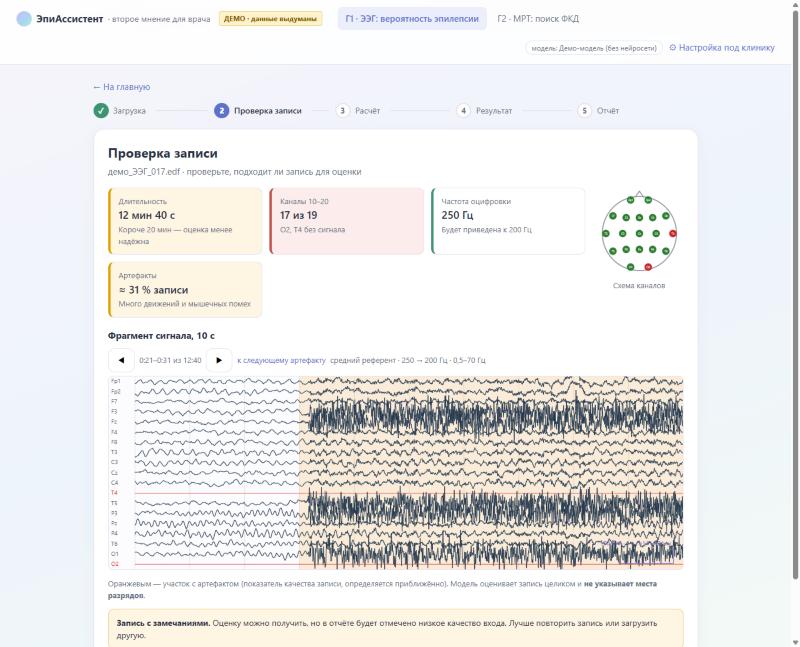 ЭпиАссистент · второе мнение для врача ДЕМО · данные выдуманы Г1 · ЭЭГ: вероятность эпилепсии Г2 · МРТ: поиск ФКД
модель: Демо-модель (без нейросети) ⚙ Настройка под клинику
← На главную
✓ Загрузка 2 Проверка записи 3 Расчёт 4 Результат 5 Отчёт
Проверка записи
демо_ЭЭГ_017.edf · проверьте, подходит ли запись для оценки
Длительность
12 мин 40 с
Короче 20 мин — оценка менее
надёжна
Каналы 10–20
17 из 19
O2, T4 без сигнала
Частота оцифровки
250 Гц
Будет приведена к 200 Гц
Схема каналов
Артефакты
≈ 31 % записи
Много движений и мышечных помех
Фрагмент сигнала, 10 с
◀ 0:21–0:31 из 12:40 ▶ к следующему артефакту средний референт · 250 → 200 Гц · 0,5–70 Гц
Fp1
Fp2
F7
F3
Fz
F4
F8
T3
C3
Cz
C4
T4
T5
P3
Pz
P4
T6
O1
O2
Оранжевым — участок с артефактом (показатель качества записи, определяется приближённо). Модель оценивает запись целиком и не указывает места
разрядов.
Запись с замечаниями. Оценку можно получить, но в отчёте будет отмечено низкое качество входа. Лучше повторить запись или загрузить
другую.